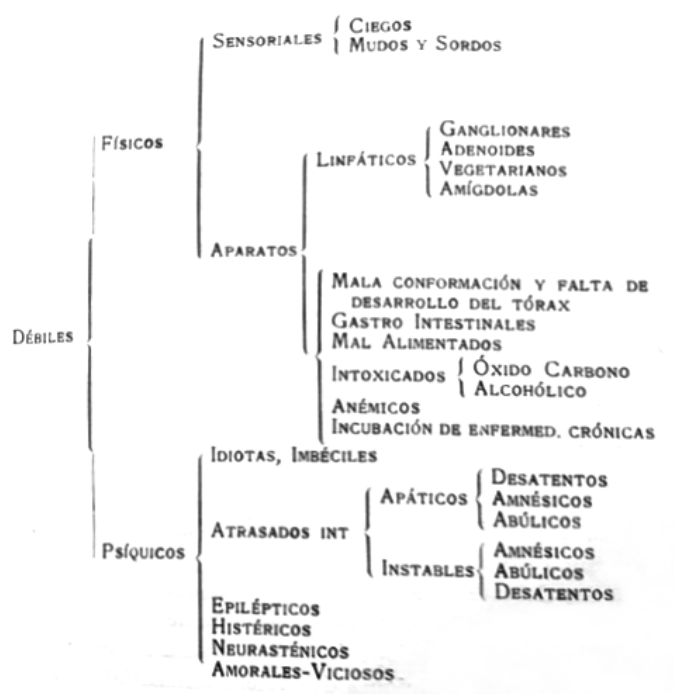 SENSORIALES
CIEGOS
MUDOS Y SORDOS
FÍSICOS
LINFÁTICOS
GANGLIONARES
ADENOIDES
VEGETARIANOS
AMÍGDOLAS
APARATOS
MALA CONFORMACIÓN Y FALTA DE
DESARROLLO DEL TÓRAX
GASTRO INTESTINALES
MAL ALIMENTADOS
INTOXICADOS
ÓXIDO CARBONO
ALCOHÓLICO
ANÉMICOS
INCUBACIÓN DE ENFERMED. CRÓNICAS
DÉBILES
IDIOTAS, IMBÉCILES
PSÍQUICOS
ATRASADOS INT
APÁTICOS
DESATENTOS
AMNÉSICOS
ABÚLICOS
INSTABLES
AMNÉSICOS
ABÚLICOS
DESATENTOS
EPILÉPTICOS
HISTÉRICOS
NEURASTÉNICOS
AMORALES-VICIOSOS